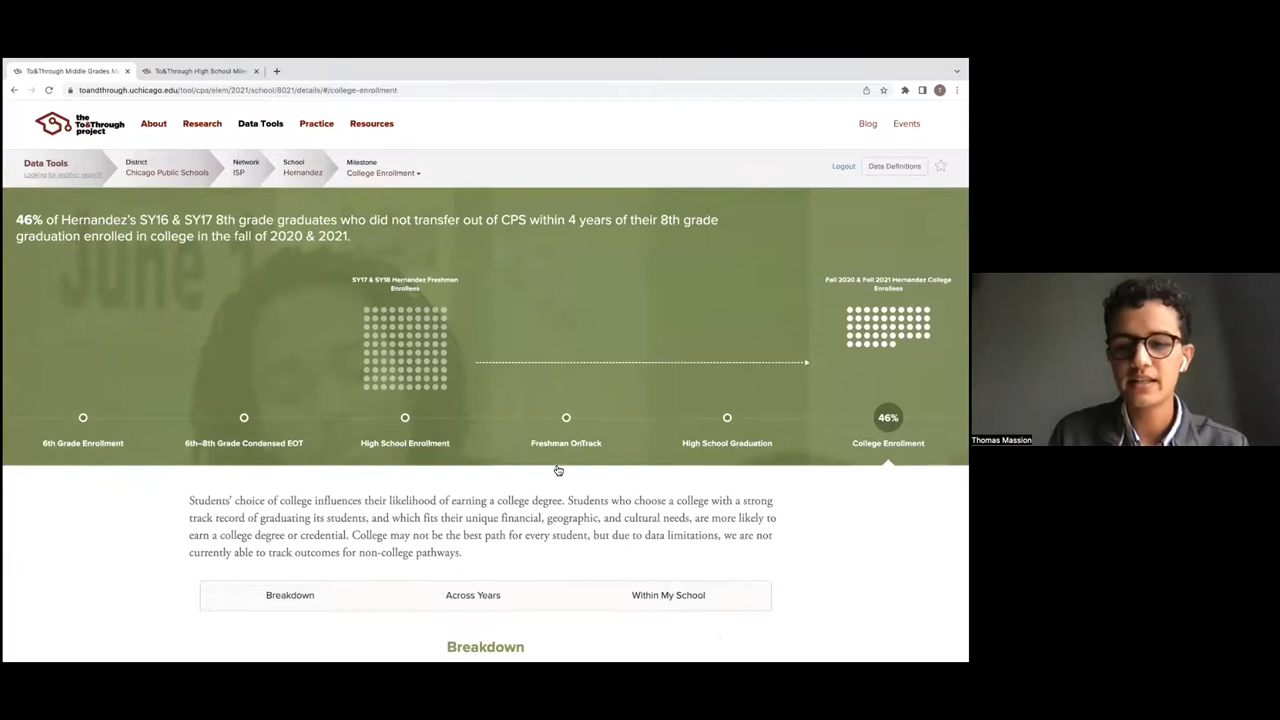 To&Through Middle Grades M
To&Through High School Mile
toandthrough.uchicago.edu/tool/cps/elem/2021/school/8021/details/#/college-enrollment
T
the
To&Through
project
About
Research
Data Tools
Practice
Resources
Blog
Events
Data Tools
Looking for another report?
District
Chicago Public Schools
Network
ISP
School
Hernandez
Milestone
College Enrollment
Logout
Data Definitions
46% of Hernandez's SY16 & SY17 8th grade graduates who did not transfer out of CPS within 4 years of their 8th grade
graduation enrolled in college in the fall of 2020 & 2021.
June
SY17 & SY18 Hernandez Freshman
Enrollees
Fall 2020 & Fall 2021 Hernandez College
Enrollees
46%
6th Grade Enrollment
6th–8th Grade Condensed EOT
High School Enrollment
Freshman OnTrack
High School Graduation
College Enrollment
Students' choice of college influences their likelihood of earning a college degree. Students who choose a college with a strong
track record of graduating its students, and which fits their unique financial, geographic, and cultural needs, are more likely to
earn a college degree or credential. College may not be the best path for every student, but due to data limitations, we are not
currently able to track outcomes for non-college pathways.
Breakdown
Across Years
Within My School
Breakdown
Thomas Massion